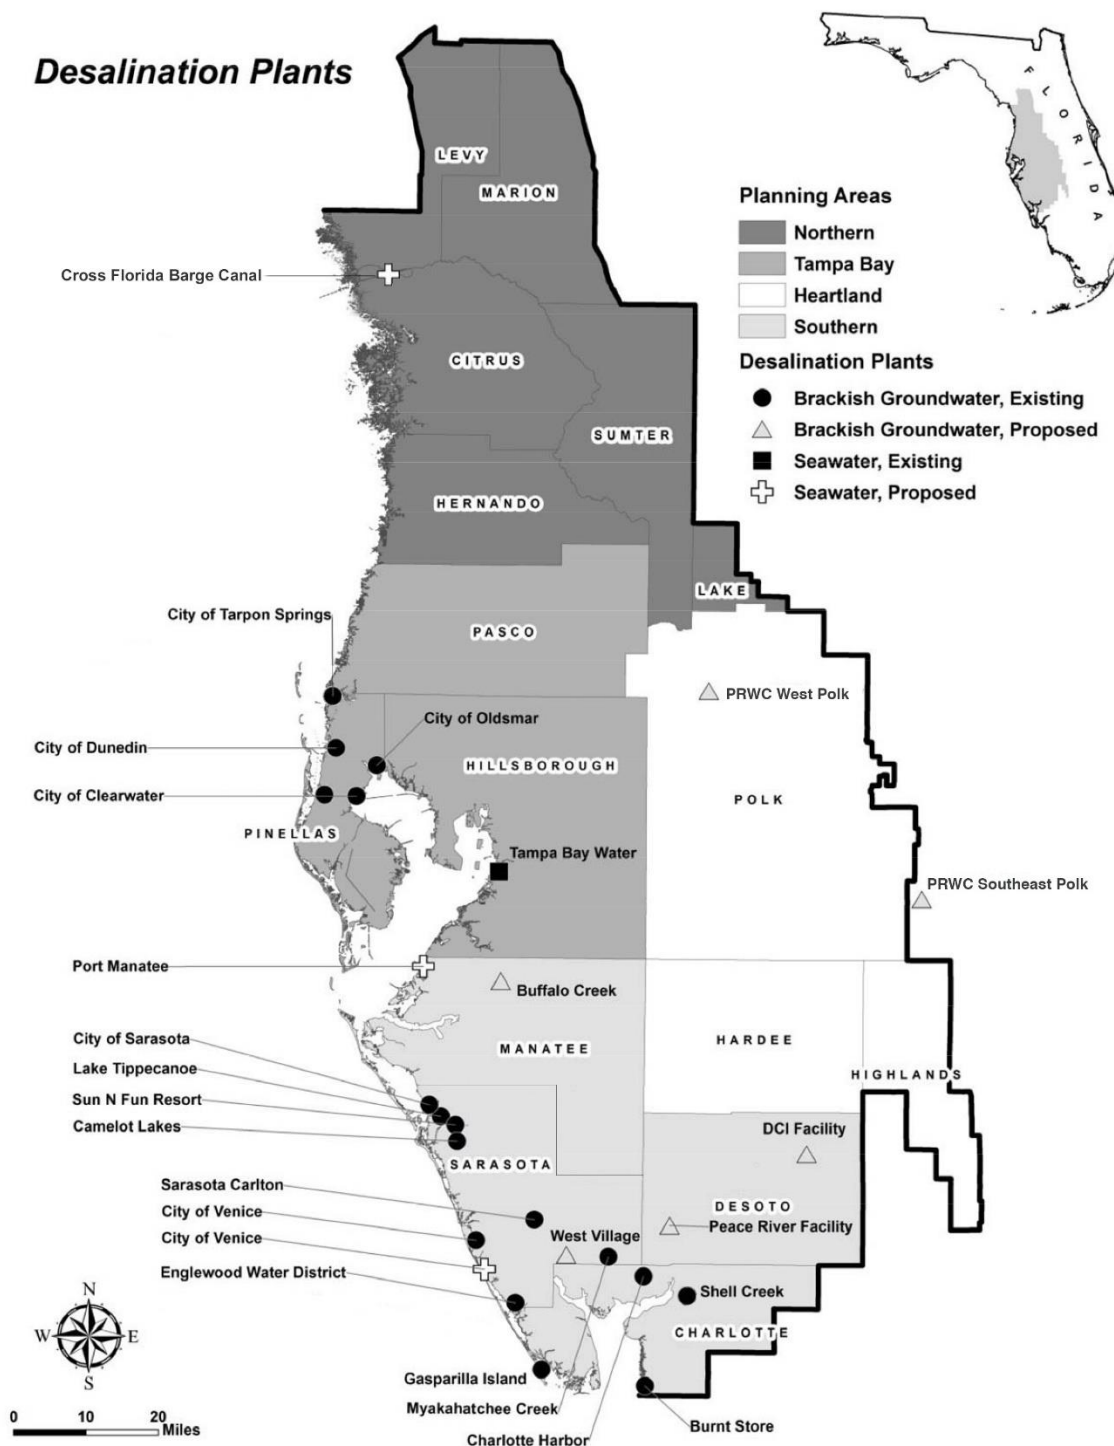 Desalination Plants
FLORIDA
LEVY
MARION
Planning Areas
Northern
Tampa Bay
Heartland
Southern
Cross Florida Barge Canal
CITRUS
Desalination Plants
Brackish Groundwater, Existing
Brackish Groundwater, Proposed
Seawater, Existing
Seawater, Proposed
SUMTER
HERNANDO
LAKE
City of Tarpon Springs
PASCO
PRWC West Polk
City of Oldsmar
City of Dunedin
HILLSBOROUGH
City of Clearwater
POLK
PINELLAS
Tampa Bay Water
PRWC Southeast Polk
Port Manatee
Buffalo Creek
City of Sarasota
HARDEE
MANATEE
Lake Tippecanoe
HIGHLANDS
Sun N Fun Resort
Camelot Lakes
DCI Facility
SARASOTA
Sarasota Carlton
DESOTO
City of Venice
Peace River Facility
West Village
City of Venice
Englewood Water District
Shell Creek
N
W
E
S
CHARLOTTE
Gasparilla Island
Myakahatchee Creek
Burnt Store
Charlotte Harbor
0 10 20
Miles